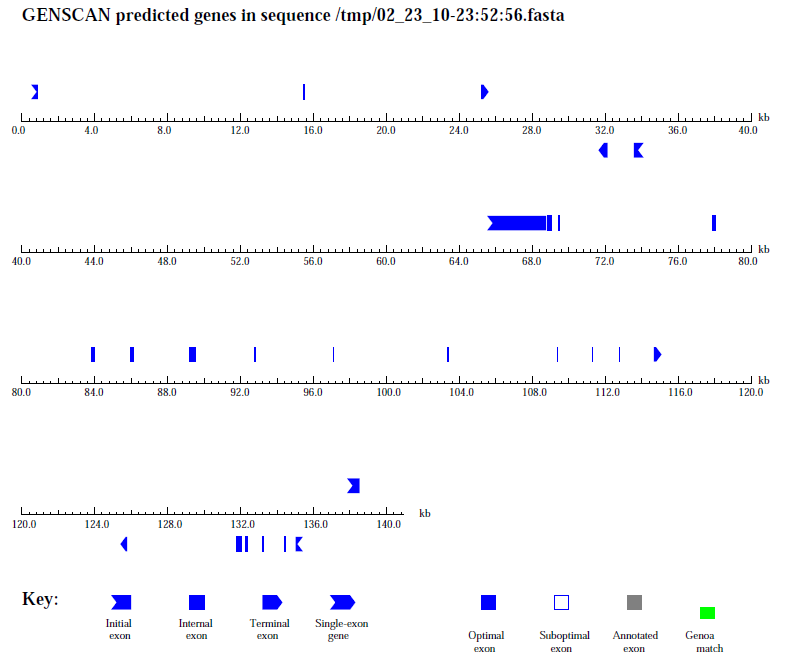 GENSCAN predicted genes in sequence /tmp/02_23_10-23:52:56.fasta
kb
0.0 4.0 8.0 12.0 16.0 20.0 24.0 28.0 32.0 36.0 40.0
kb
40.0 44.0 48.0 52.0 56.0 60.0 64.0 68.0 72.0 76.0 80.0
kb
80.0 84.0 88.0 92.0 96.0 100.0 104.0 108.0 112.0 116.0 120.0
kb
120.0 124.0 128.0 132.0 136.0 140.0
Key:
Initial exon
Internal exon
Terminal exon
Single-exon gene
Optimal exon
Suboptimal exon
Annotated exon
Genoa match